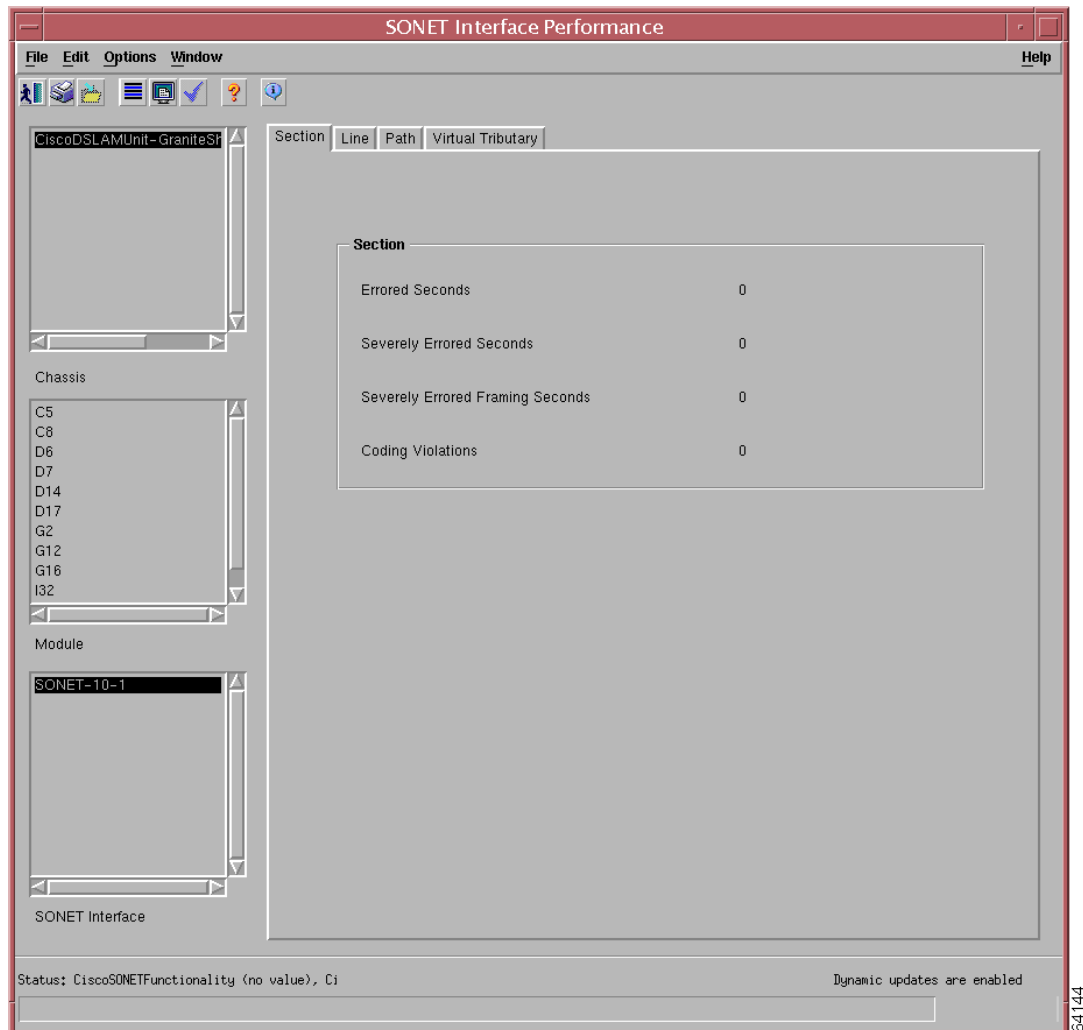 SONET Interface Performance
File Edit Options Window Help
CiscoDSLAMUnit-GraniteSh
Chassis
C5
C8
D6
D7
D14
D17
G2
G12
G16
I32
Module
SONET-10-1
SONET Interface
Section Line Path Virtual Tributary
Section
Errored Seconds 0
Severely Errored Seconds 0
Severely Errored Framing Seconds 0
Coding Violations 0
Status: CiscoSONETFunctionality (no value), Ci
Dynamic updates are enabled
64144